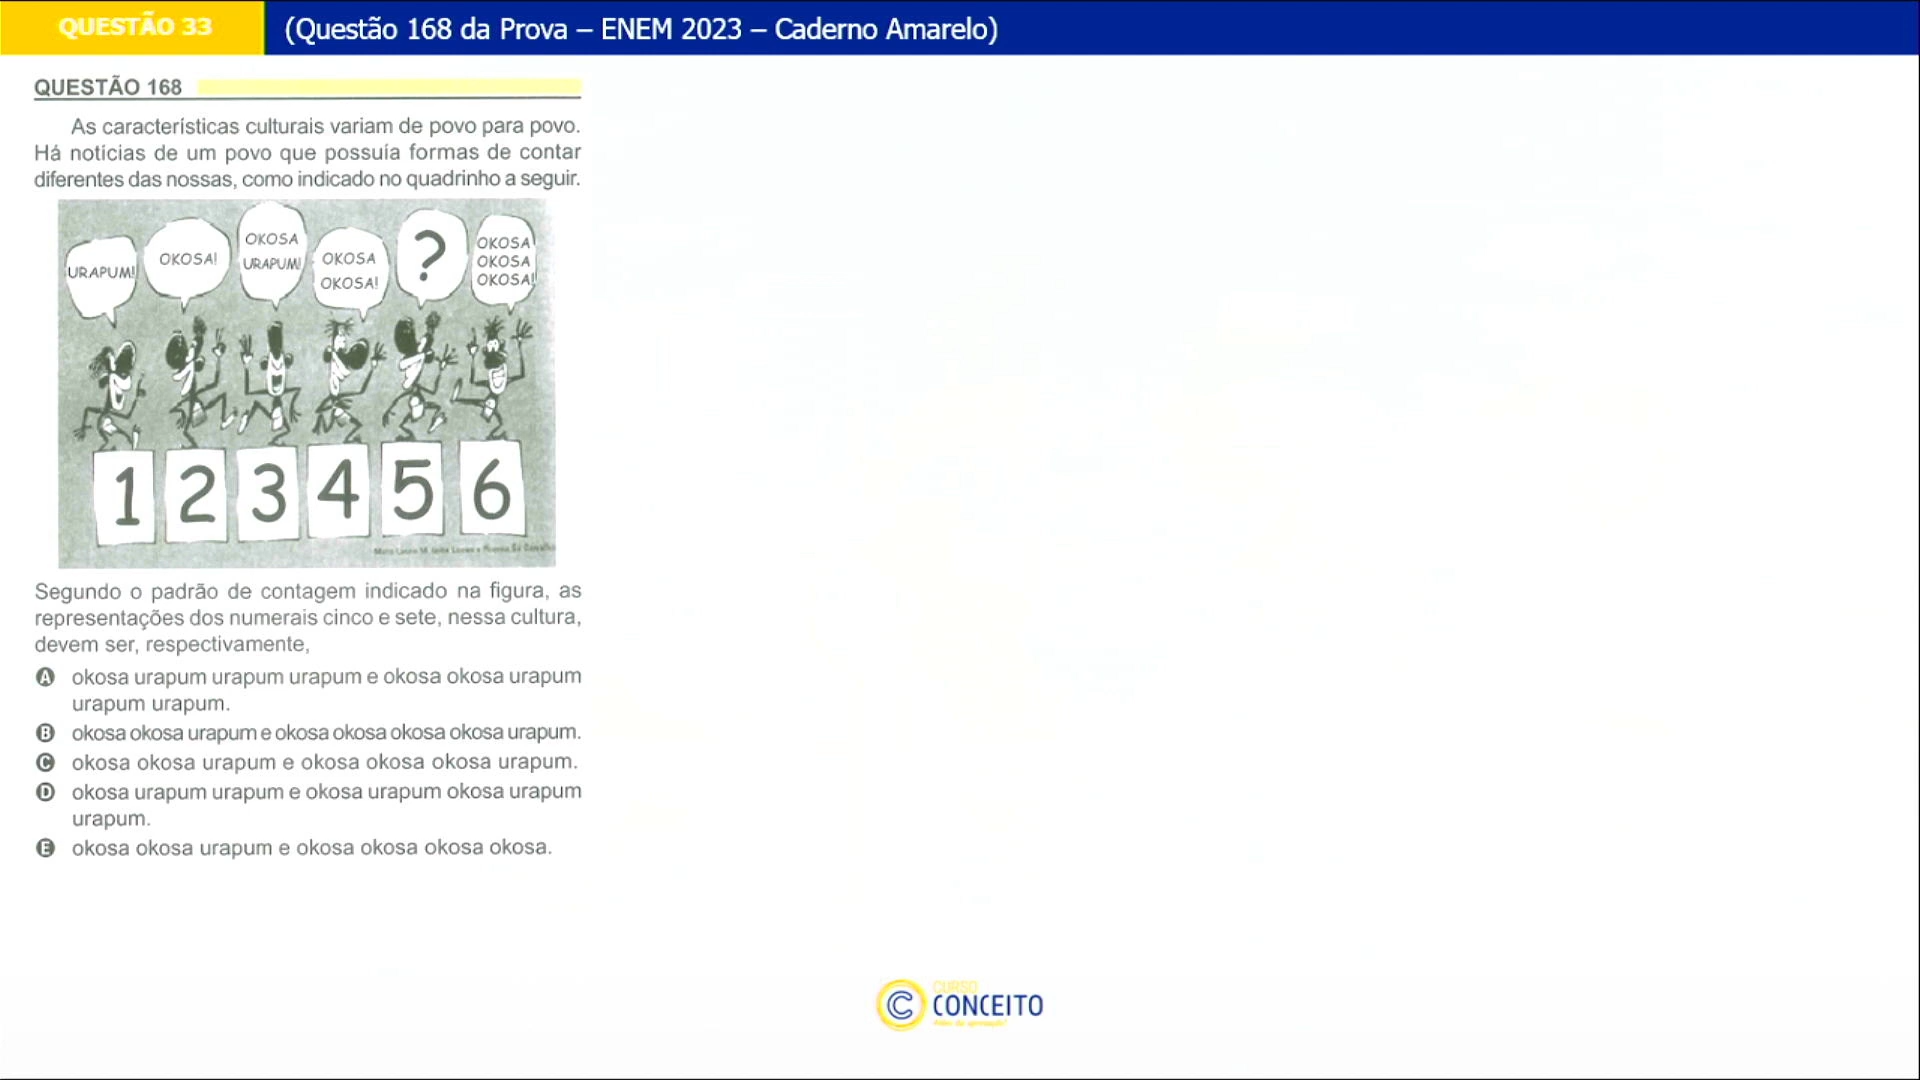 QUESTÃO 33
(Questão 168 da Prova – ENEM 2023 – Caderno Amarelo)
QUESTÃO 168
As características culturais variam de povo para povo.
Há notícias de um povo que possuía formas de contar
diferentes das nossas, como indicado no quadrinho a seguir.
URAPUM!
OKOSA!
OKOSA
URAPUM!
OKOSA
OKOSA!
?
OKOSA
OKOSA
OKOSA!
1 2 3 4 5 6
Segundo o padrão de contagem indicado na figura, as
representações dos numerais cinco e sete, nessa cultura,
devem ser, respectivamente,
A okosa urapum urapum urapum e okosa okosa urapum
urapum urapum.
B okosa okosa urapum e okosa okosa okosa okosa urapum.
C okosa okosa urapum e okosa okosa okosa urapum.
D okosa urapum urapum e okosa urapum okosa urapum
urapum.
E okosa okosa urapum e okosa okosa okosa okosa.
CURSO
CONCEITO